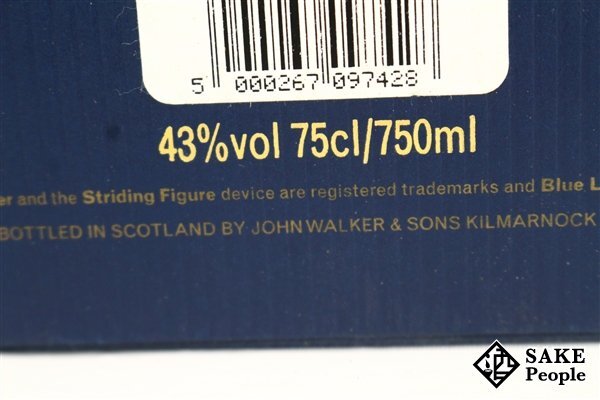 5 000267 097428
43%vol 75cl/750ml
er and the Striding Figure device are registered trademarks and Blue L
BOTTLED IN SCOTLAND BY JOHN WALKER & SONS KILMARNOCK
SAKE
People